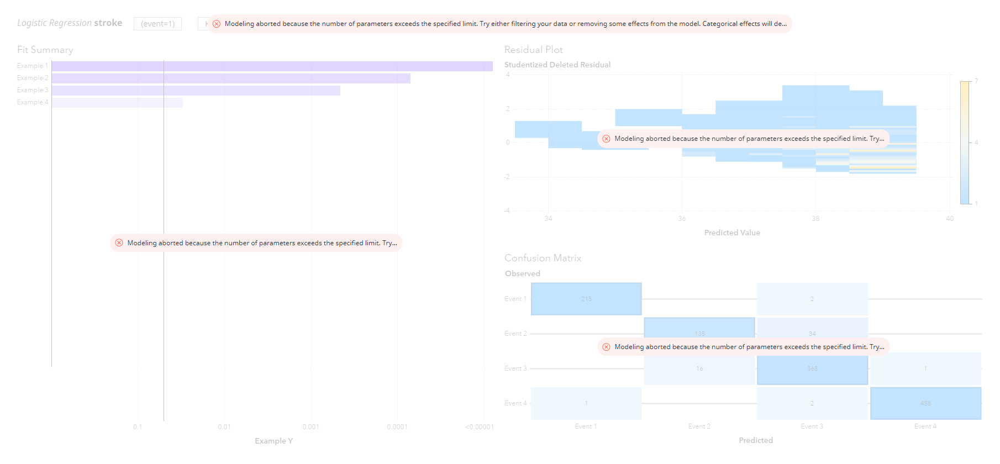 Logistic Regression stroke (event=1)
Modeling aborted because the number of parameters exceeds the specified limit. Try either filtering your data or removing some effects from the model. Categorical effects will de...
Fit Summary
Example 1
Example 2
Example 3
Example 4
Modeling aborted because the number of parameters exceeds the specified limit. Try...
0.1 0.01 0.001 0.0001 <0.00001
Example Y
Residual Plot
Studentized Deleted Residual
4
2
0
-2
-4
Modeling aborted because the number of parameters exceeds the specified limit. Try...
34 36 38 40
Predicted Value
7
4
1
Confusion Matrix
Observed
Event 1 215 2
Event 2 135 34
Modeling aborted because the number of parameters exceeds the specified limit. Try...
Event 3 16 368 1
Event 4 1 2 458
Event 1 Event 2 Event 3 Event 4
Predicted